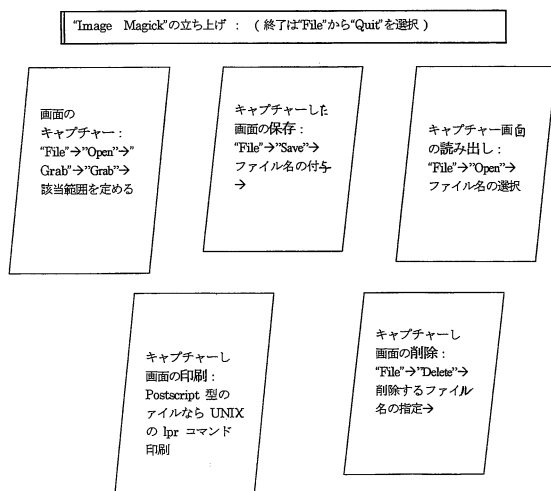 "Image Magick"の立ち上げ : (終了は"File"から"Quit"を選択)
画面の
キャプチャー:
"File"→"Open"→"
Grab"→"Grab"→
該当範囲を定める
キャプチャーした
画面の保存:
"File"→"Save"→
ファイル名の付与
→
キャプチャー画面
の読み出し:
"File"→"Open"→
ファイル名の選択
キャプチャーし
画面の印刷:
Postscript 型の
ァイルなら UNIX
の lpr コマンド
印刷
キャプチャーし
画面の削除:
"File"→"Delete"→
削除するファイル
名の指定→